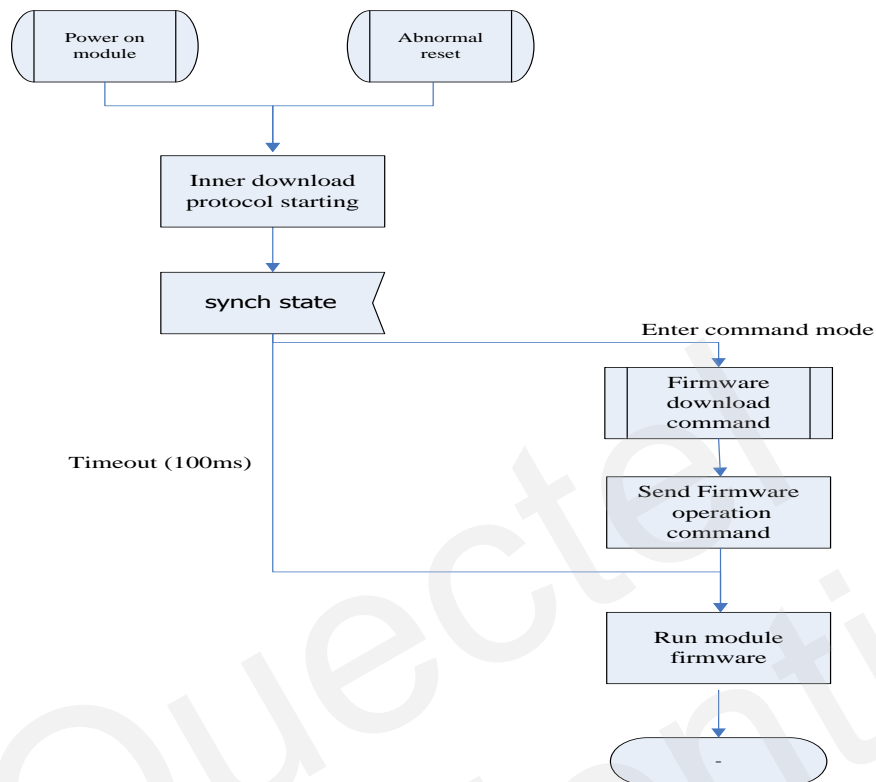 Power on
module
Abnormal
reset
Inner download
protocol starting
synch state
Enter command mode
Firmware
download
command
Timeout (100ms)
Send Firmware
operation
command
Run module
firmware
-
Quectel